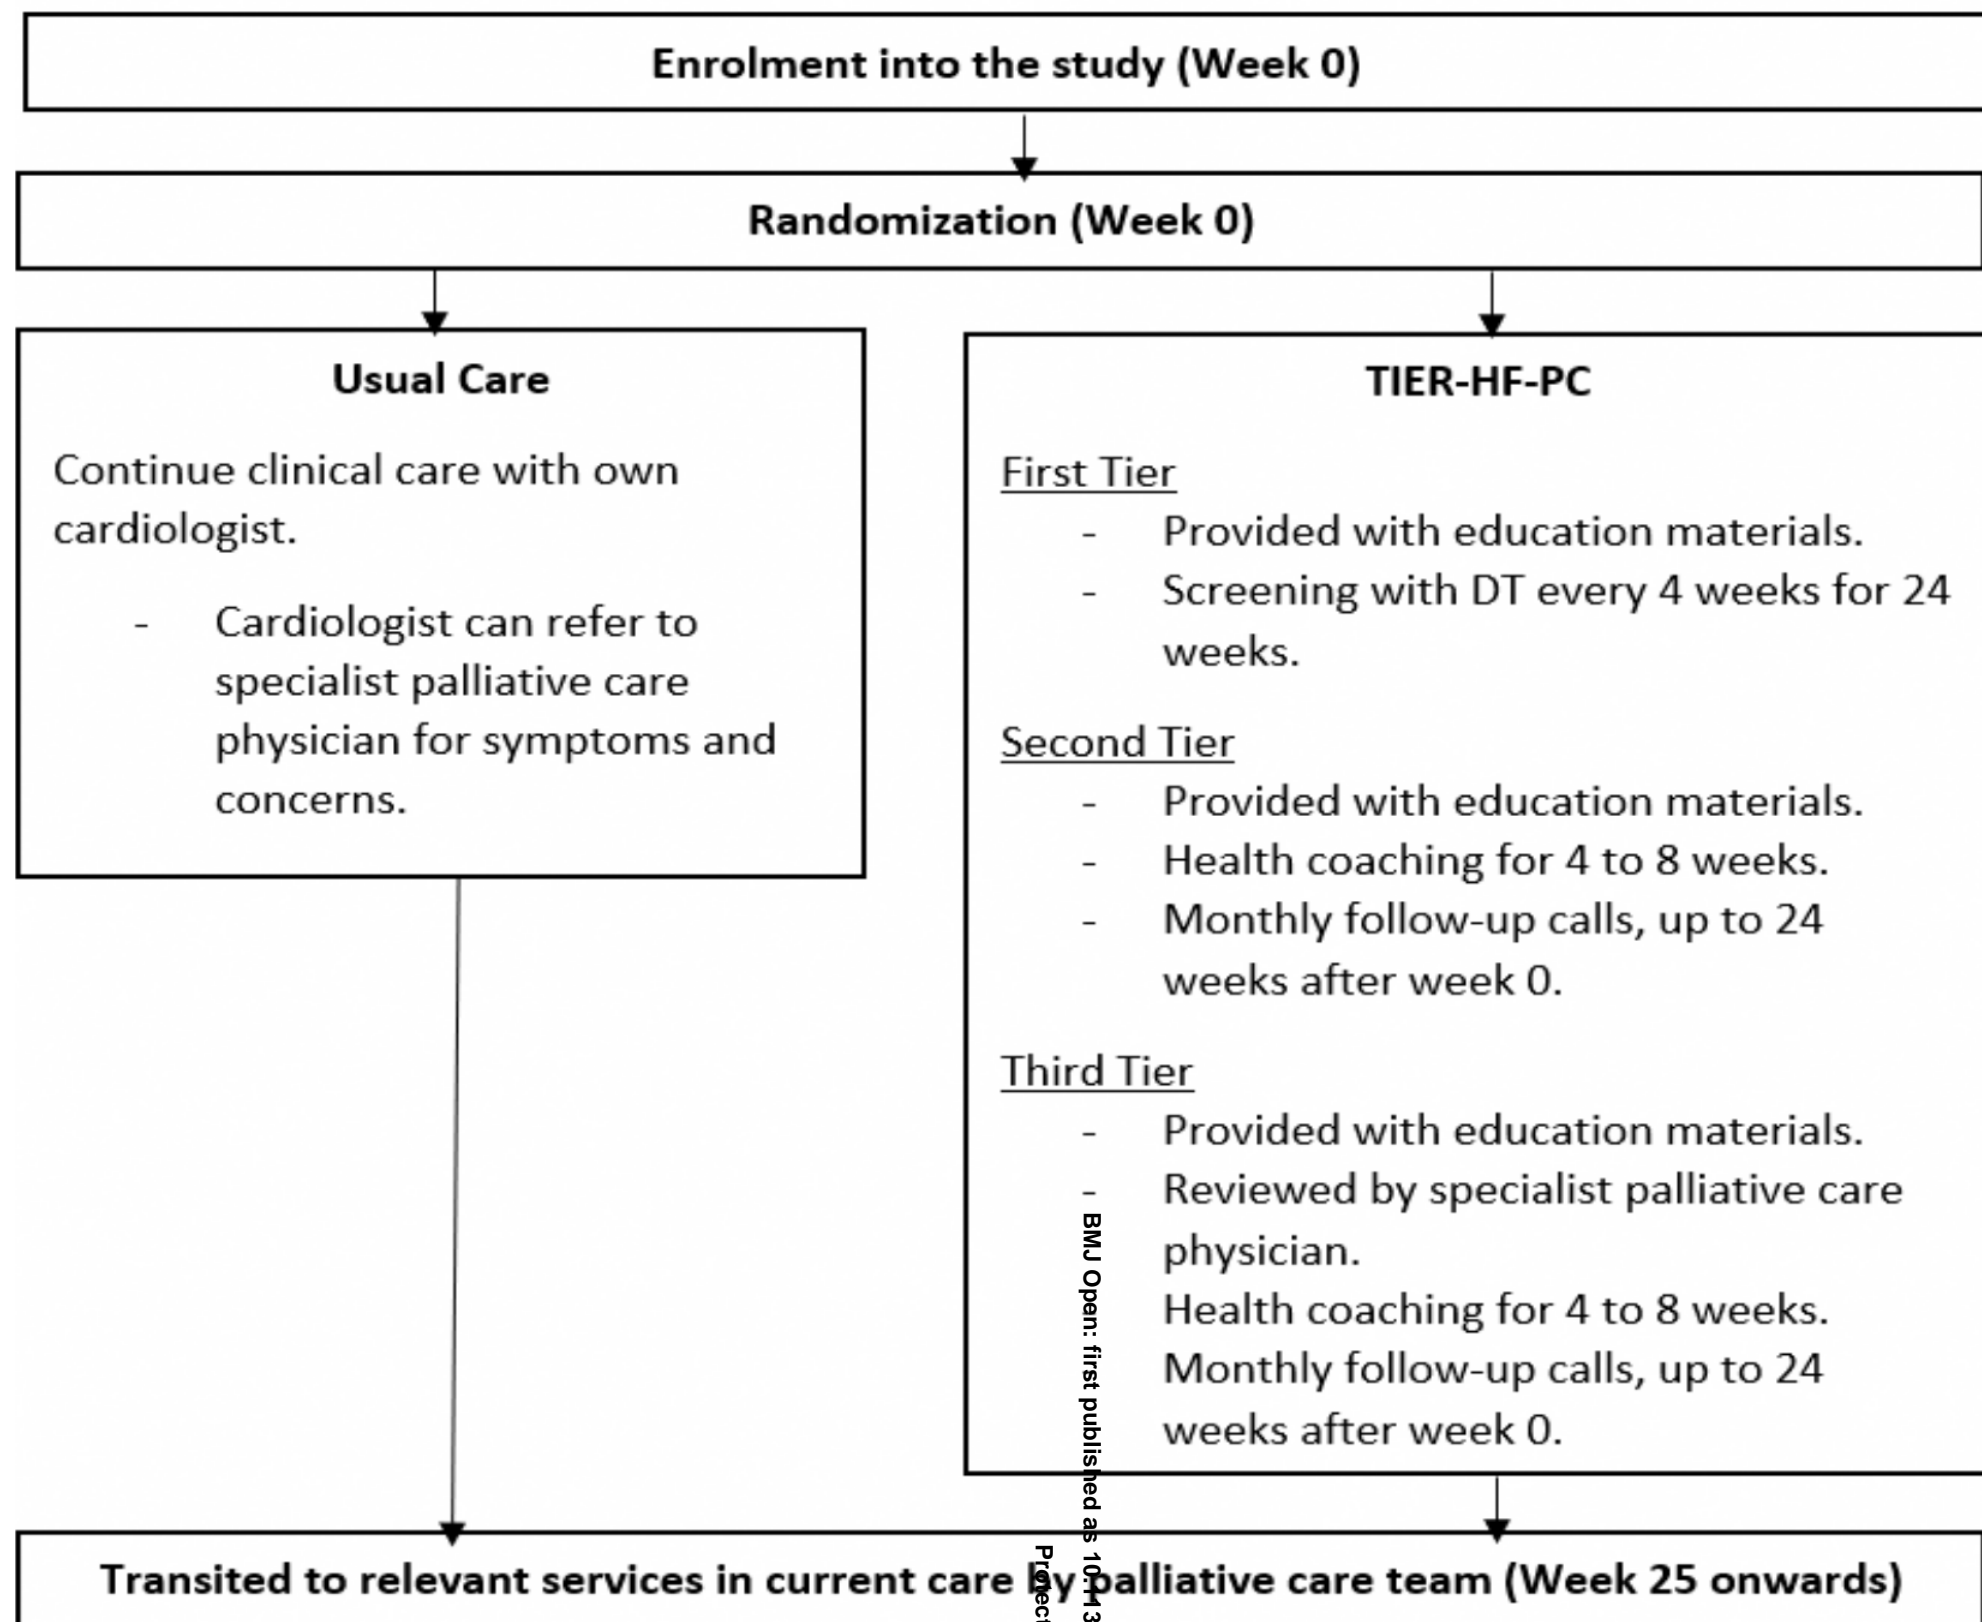 Enrolment into the study (Week 0)
Randomization (Week 0)
Usual Care
Continue clinical care with own
cardiologist.
- Cardiologist can refer to
specialist palliative care
physician for symptoms and
concerns.
TIER-HF-PC
First Tier
- Provided with education materials.
- Screening with DT every 4 weeks for 24
weeks.
Second Tier
- Provided with education materials.
- Health coaching for 4 to 8 weeks.
- Monthly follow-up calls, up to 24
weeks after week 0.
Third Tier
- Provided with education materials.
- Reviewed by specialist palliative care
physician.
Health coaching for 4 to 8 weeks.
Monthly follow-up calls, up to 24
weeks after week 0.
Transited to relevant services in current care by palliative care team (Week 25 onwards)
BMJ Open: first published as